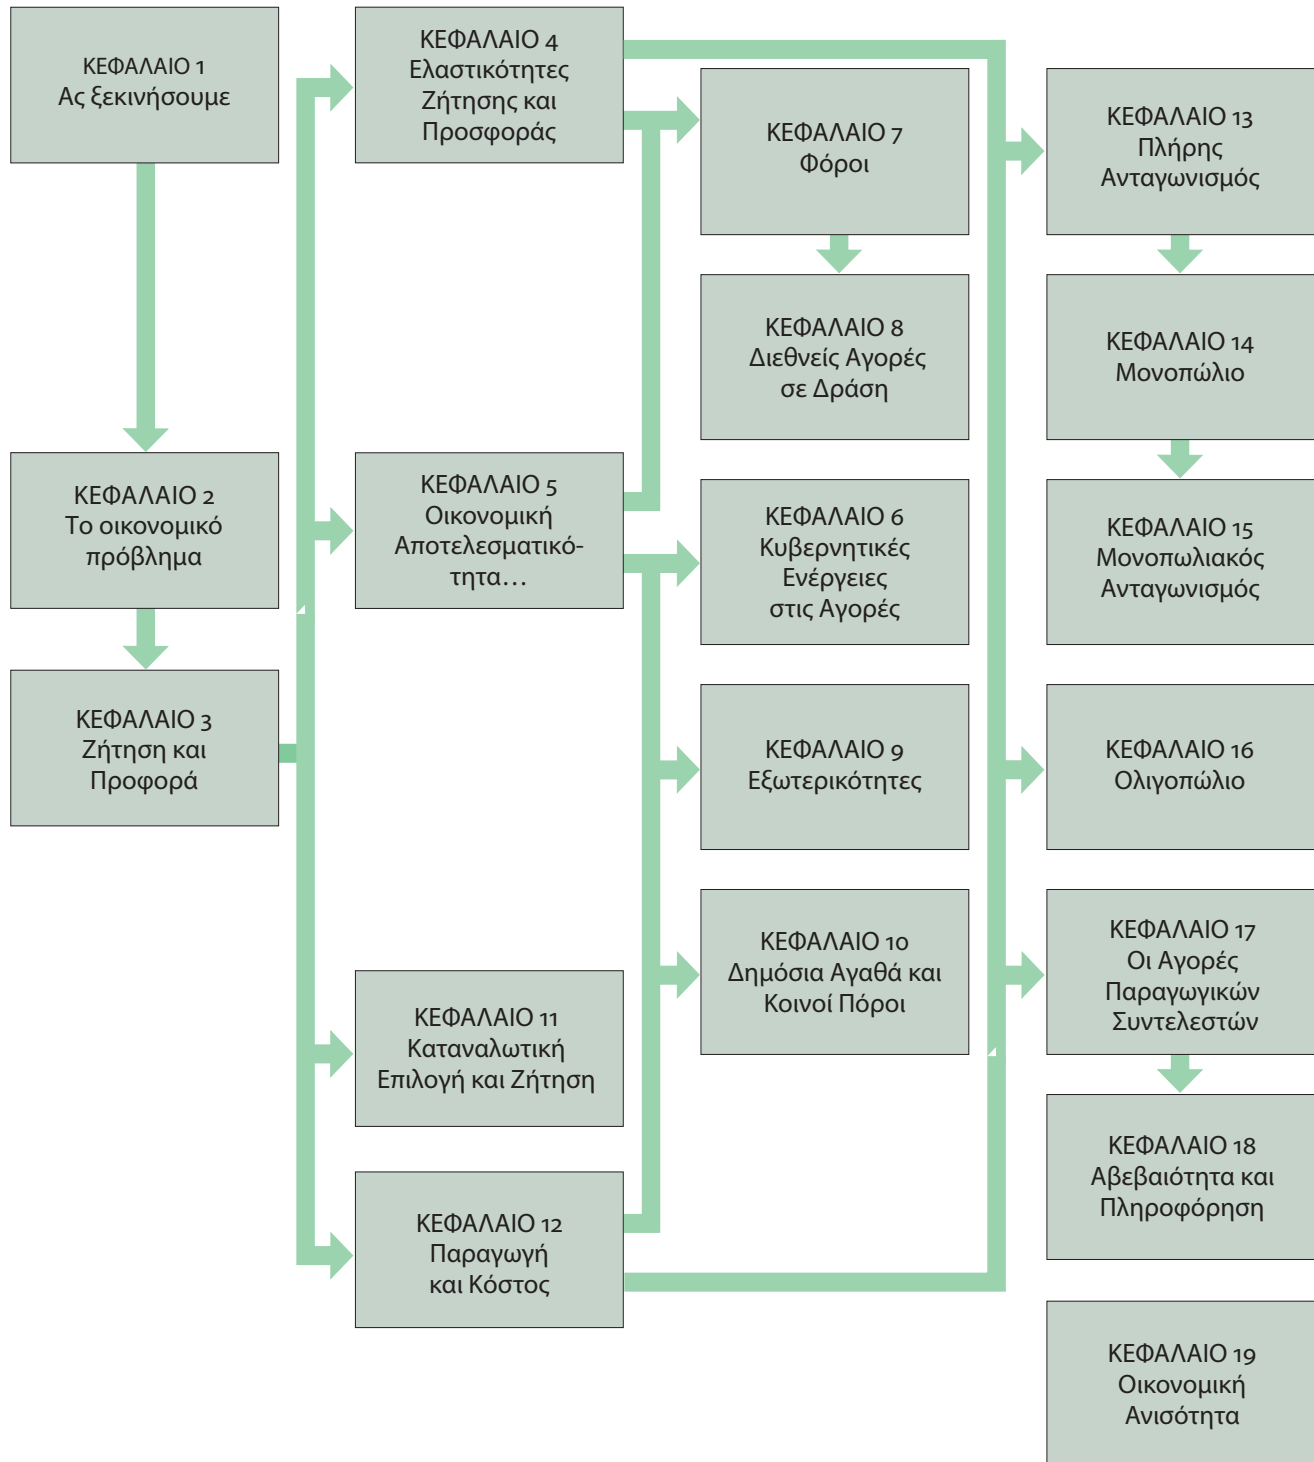 ΚΕΦΑΛΑΙΟ 1
Ας ξεκινήσουμε
ΚΕΦΑΛΑΙΟ 2
Το οικονομικό
πρόβλημα
ΚΕΦΑΛΑΙΟ 3
Ζήτηση και
Προφορά
ΚΕΦΑΛΑΙΟ 4
Ελαστικότητες
Ζήτησης και
Προσφοράς
ΚΕΦΑΛΑΙΟ 5
Οικονομική
Αποτελεσματικό-
τητα...
ΚΕΦΑΛΑΙΟ 11
Καταναλωτική
Επιλογή και Ζήτηση
ΚΕΦΑΛΑΙΟ 12
Παραγωγή
και Κόστος
ΚΕΦΑΛΑΙΟ 7
Φόροι
ΚΕΦΑΛΑΙΟ 8
Διεθνείς Αγορές
σε Δράση
ΚΕΦΑΛΑΙΟ 6
Κυβερνητικές
Ενέργειες
στις Αγορές
ΚΕΦΑΛΑΙΟ 9
Εξωτερικότητες
ΚΕΦΑΛΑΙΟ 10
Δημόσια Αγαθά και
Κοινοί Πόροι
ΚΕΦΑΛΑΙΟ 13
Πλήρης
Ανταγωνισμός
ΚΕΦΑΛΑΙΟ 14
Μονοπώλιο
ΚΕΦΑΛΑΙΟ 15
Μονοπωλιακός
Ανταγωνισμός
ΚΕΦΑΛΑΙΟ 16
Ολιγοπώλιο
ΚΕΦΑΛΑΙΟ 17
Οι Αγορές
Παραγωγικών
Συντελεστών
ΚΕΦΑΛΑΙΟ 18
Αβεβαιότητα και
Πληροφόρηση
ΚΕΦΑΛΑΙΟ 19
Οικονομική
Ανισότητα